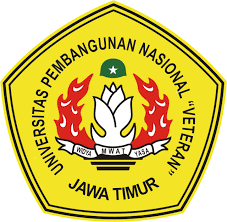 UNIVERSITAS PEMBANGUNAN NASIONAL "VETERAN"
WIDYA MWAT YASA
JAWA TIMUR